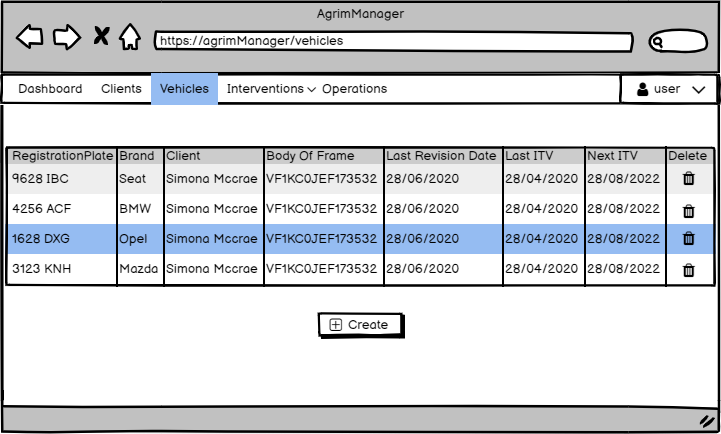 AgrimManager
https://agrimManager/vehicles
Dashboard Clients Vehicles Interventions Operations user
RegistrationPlate Brand Client Body Of Frame Last Revision Date Last ITV Next ITV Delete
9628 IBC Seat Simona Mccrae VF1KC0JEF173532 28/06/2020 28/04/2020 28/08/2022
4256 ACF BMW Simona Mccrae VF1KC0JEF173532 28/06/2020 28/04/2020 28/08/2022
1628 DXG Opel Simona Mccrae VF1KC0JEF173532 28/06/2020 28/04/2020 28/08/2022
3123 KNH Mazda Simona Mccrae VF1KC0JEF173532 28/06/2020 28/04/2020 28/08/2022
Create